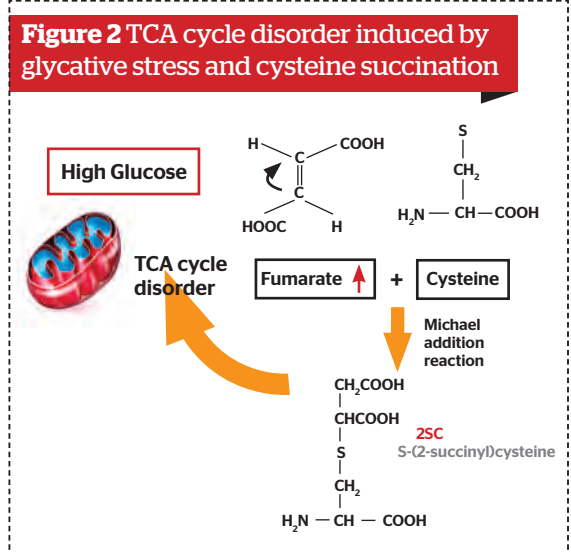 Figure 2 TCA cycle disorder induced by
glycative stress and cysteine succination
High Glucose
H
COOH
C
C
HOOC
H
S
CH₂
H₂N — CH — COOH
TCA cycle
disorder
Fumarate ↑ + Cysteine
Michael
addition
reaction
CH₂COOH
CHCOOH
S
CH₂
H₂N — CH — COOH
2SC
S-(2-succinyl)cysteine